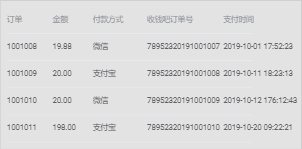 订单 金额 付款方式 收钱吧订单号 支付时间
1001008 19.88 微信 78952320191001007 2019-10-01 17:52:23
1001009 20.00 支付宝 78952320191001008 2019-10-11 18:23:13
1001010 20.00 微信 78952320191001009 2019-10-12 176:12:43
1001011 198.00 支付宝 78952320191001010 2019-10-20 09:22:21